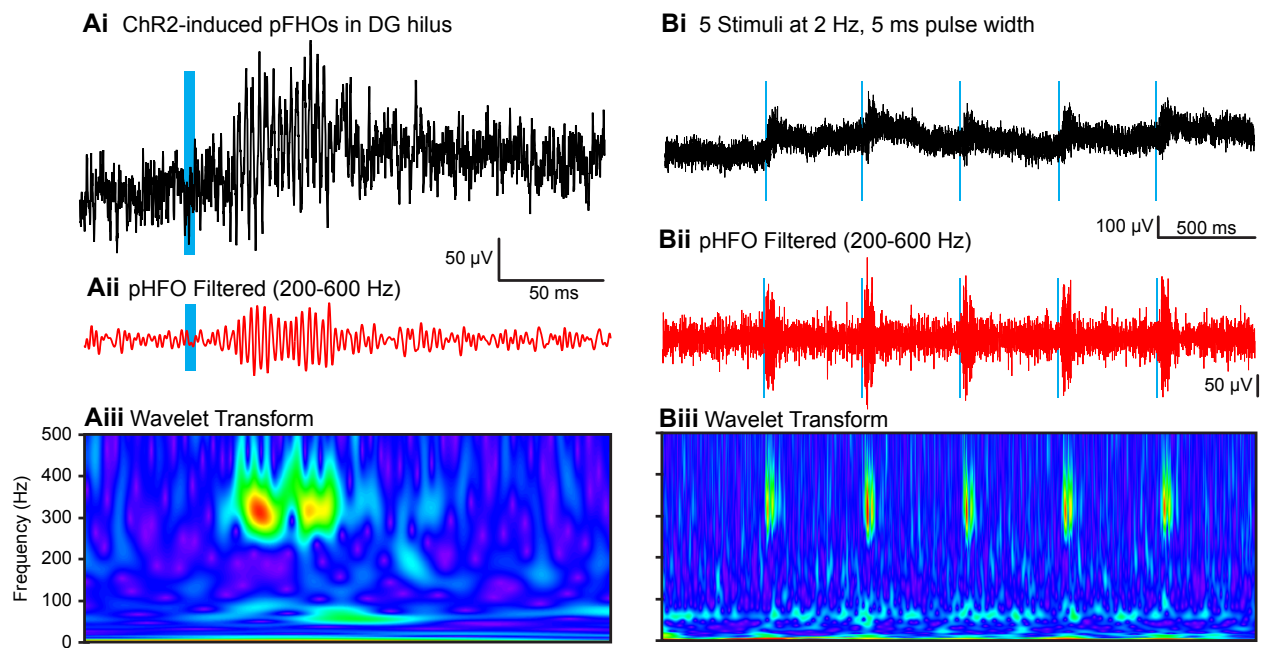 Ai ChR2-induced pFHOs in DG hilus
50 µV
50 ms
Aii pHFO Filtered (200-600 Hz)
Aiii Wavelet Transform
Frequency (Hz)
500
400
300
200
100
0
Bi 5 Stimuli at 2 Hz, 5 ms pulse width
100 µV
500 ms
Bii pHFO Filtered (200-600 Hz)
50 µV
Biii Wavelet Transform